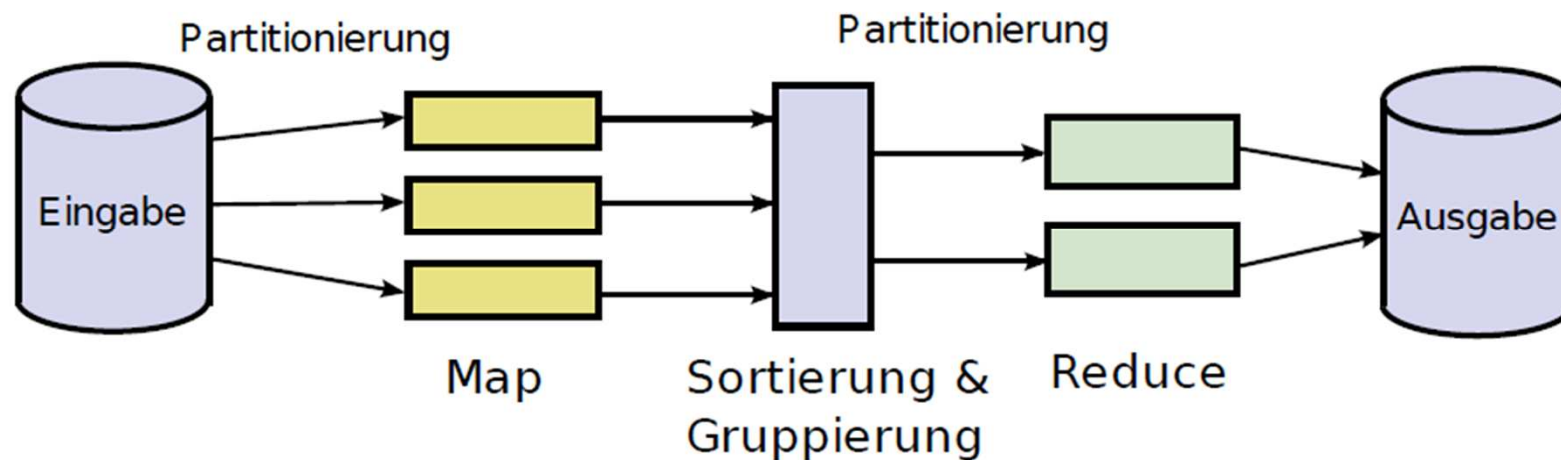 Partitionierung
Partitionierung
Eingabe
Ausgabe
Map
Sortierung &
Gruppierung
Reduce